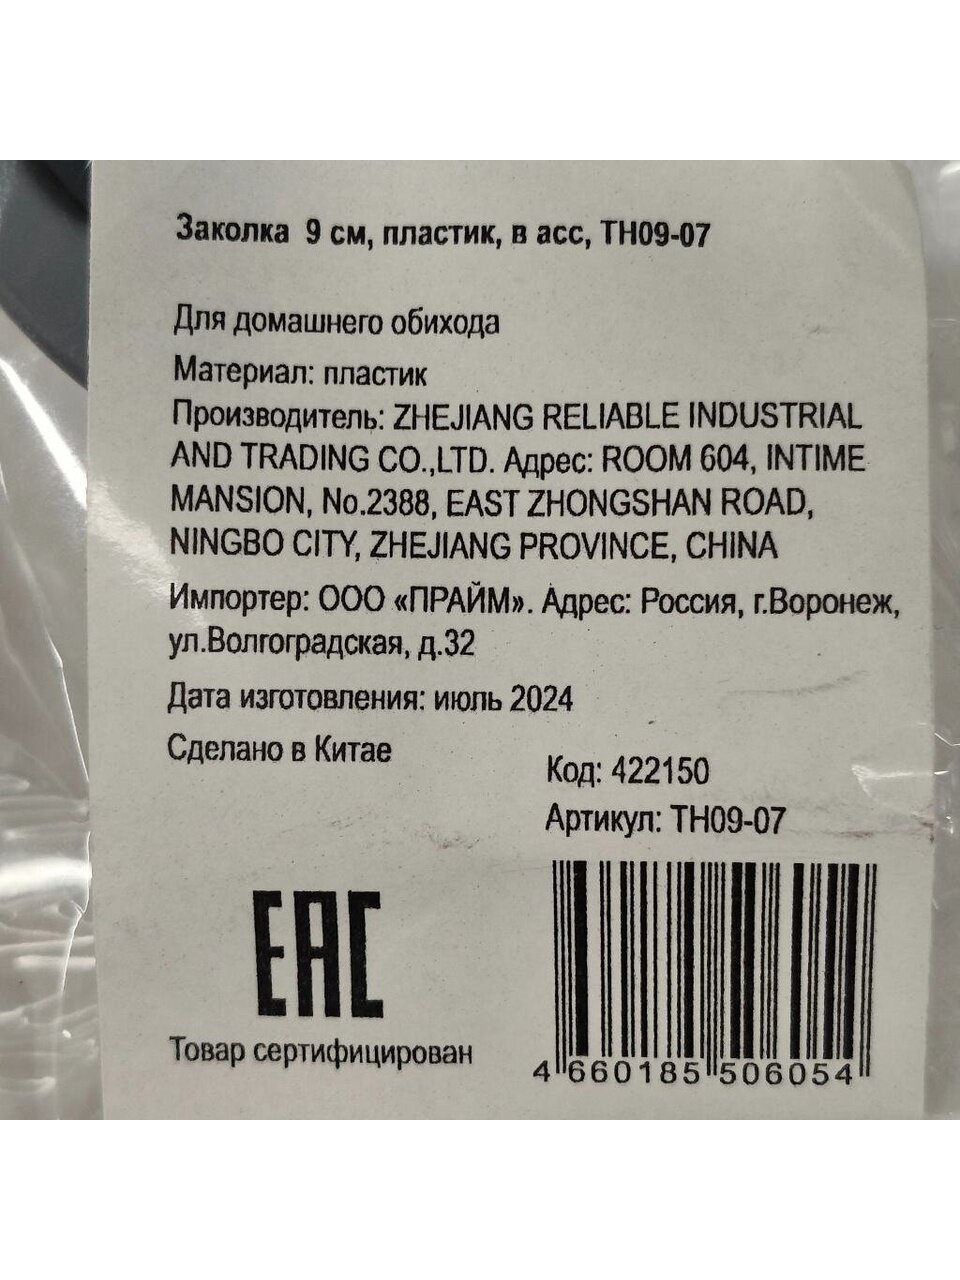 Заколка 9 см, пластик, в асс, TH09-07
Для домашнего обихода
Материал: пластик
Производитель: ZHEJIANG RELIABLE INDUSTRIAL
AND TRADING CO.,LTD. Адрес: ROOM 604, INTIME
MANSION, No.2388, EAST ZHONGSHAN ROAD,
NINGBO CITY, ZHEJIANG PROVINCE, CHINA
Импортер: ООО «ПРАЙМ». Адрес: Россия, г.Воронеж,
ул.Волгоградская, д.32
Дата изготовления: июль 2024
Сделано в Китае
Код: 422150
Артикул: TH09-07
EAC
Товар сертифицирован
4 660185 506054